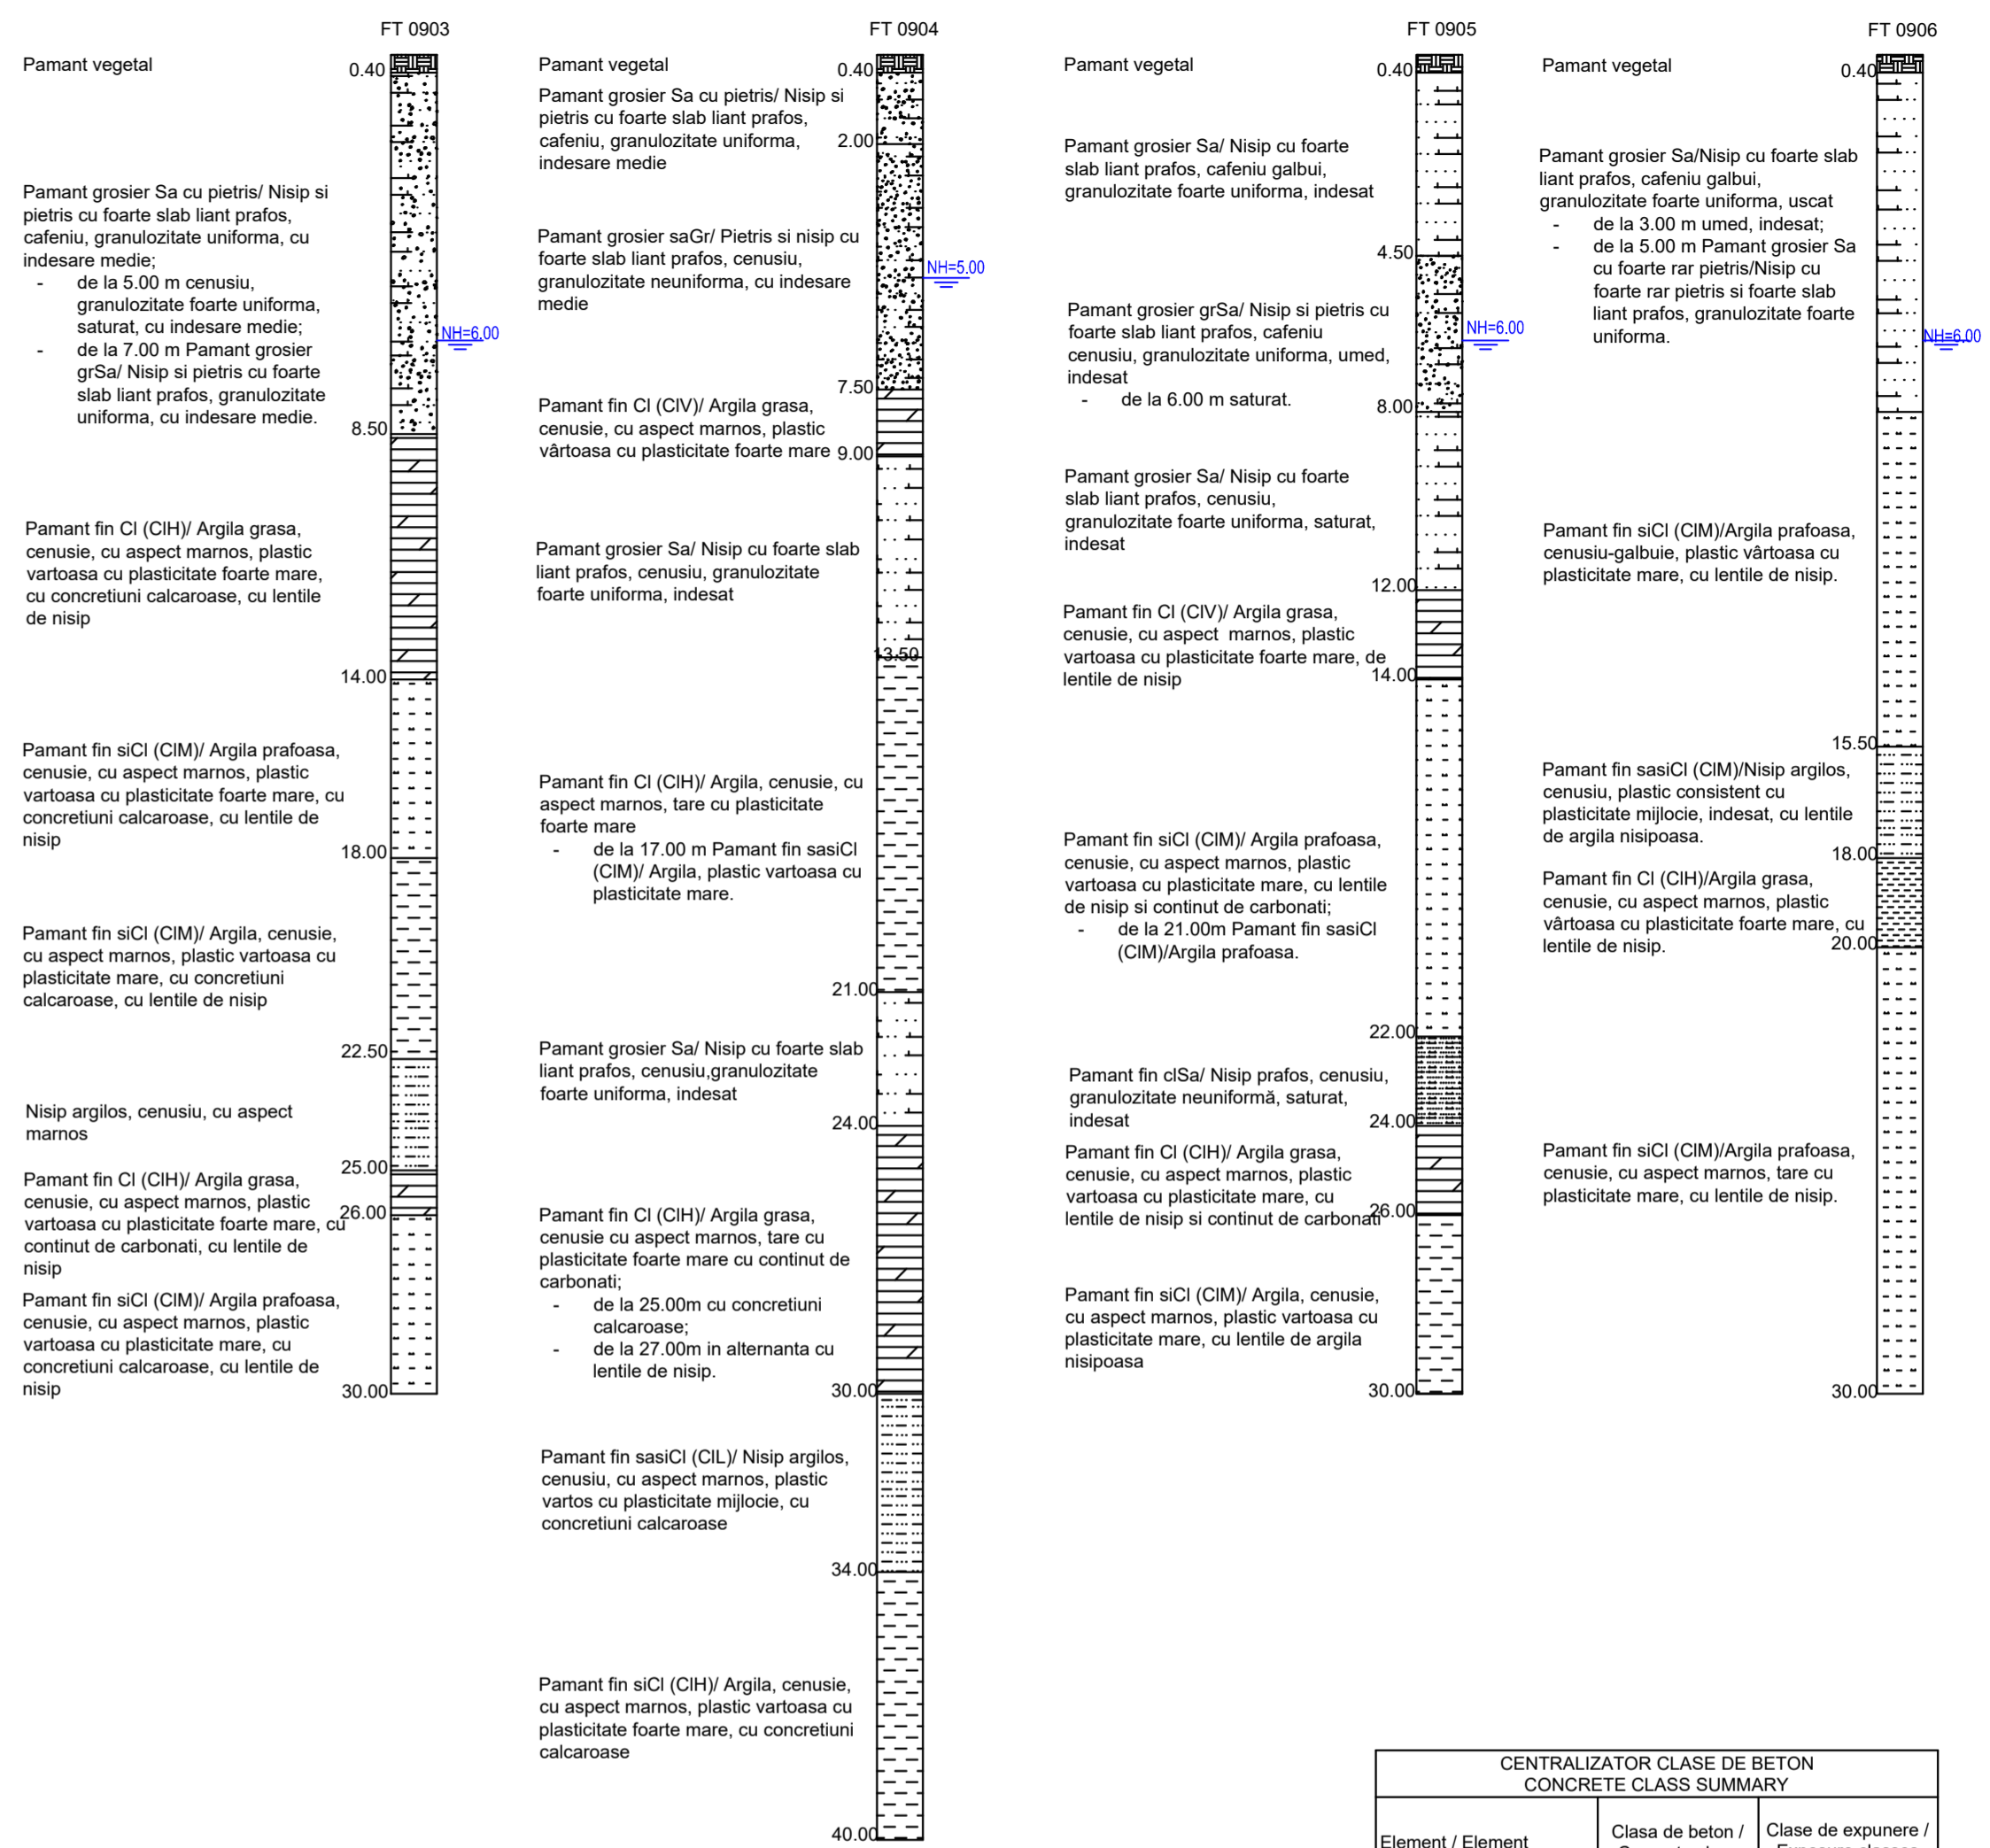 FT 0903
Pamant vegetal
0.40
Pamant grosier Sa cu pietris/ Nisip si
pietris cu foarte slab liant prafos,
cafeniu, granulozitate uniforma, cu
indesare medie;
- de la 5.00 m cenusiu,
granulozitate foarte uniforma,
saturat, cu indesare medie;
- de la 7.00 m Pamant grosier
grSa/ Nisip si pietris cu foarte
slab liant prafos, granulozitate
uniforma, cu indesare medie.
NH=6.00
8.50
Pamant fin Cl (ClH)/ Argila grasa,
cenusie, cu aspect marnos, plastic
vartoasa cu plasticitate foarte mare,
cu concretiuni calcaroase, cu lentile
de nisip
14.00
Pamant fin siCl (ClM)/ Argila prafoasa,
cenusie, cu aspect marnos, plastic
vartoasa cu plasticitate foarte mare, cu
concretiuni calcaroase, cu lentile de
nisip
18.00
Pamant fin siCl (ClM)/ Argila, cenusie,
cu aspect marnos, plastic vartoasa cu
plasticitate mare, cu concretiuni
calcaroase, cu lentile de nisip
22.50
Nisip argilos, cenusiu, cu aspect
marnos
25.00
Pamant fin Cl (ClH)/ Argila grasa,
cenusie, cu aspect marnos, plastic
vartoasa cu plasticitate foarte mare, cu
continut de carbonati, cu lentile de
nisip
26.00
Pamant fin siCl (ClM)/ Argila prafoasa,
cenusie, cu aspect marnos, plastic
vartoasa cu plasticitate mare, cu
concretiuni calcaroase, cu lentile de
nisip
30.00
FT 0904
Pamant vegetal
0.40
Pamant grosier Sa cu pietris/ Nisip si
pietris cu foarte slab liant prafos,
cafeniu, granulozitate uniforma,
indesare medie
2.00
Pamant grosier saGr/ Pietris si nisip cu
foarte slab liant prafos, cenusiu,
granulozitate neuniforma, cu indesare
medie
NH=5.00
7.50
Pamant fin Cl (ClV)/ Argila grasa,
cenusie, cu aspect marnos, plastic
vârtoasa cu plasticitate foarte mare
9.00
Pamant grosier Sa/ Nisip cu foarte slab
liant prafos, cenusiu, granulozitate
foarte uniforma, indesat
13.50
Pamant fin Cl (ClH)/ Argila, cenusie, cu
aspect marnos, tare cu plasticitate
foarte mare
- de la 17.00 m Pamant fin sasiCl
(ClM)/ Argila, plastic vartoasa cu
plasticitate mare.
21.00
Pamant grosier Sa/ Nisip cu foarte slab
liant prafos, cenusiu,granulozitate
foarte uniforma, indesat
24.00
Pamant fin Cl (ClH)/ Argila grasa,
cenusie cu aspect marnos, tare cu
plasticitate foarte mare cu continut de
carbonati;
- de la 25.00m cu concretiuni
calcaroase;
- de la 27.00m in alternanta cu
lentile de nisip.
30.00
Pamant fin sasiCl (ClL)/ Nisip argilos,
cenusiu, cu aspect marnos, plastic
vartos cu plasticitate mijlocie, cu
concretiuni calcaroase
34.00
Pamant fin siCl (ClH)/ Argila, cenusie,
cu aspect marnos, plastic vartoasa cu
plasticitate foarte mare, cu concretiuni
calcaroase
40.00
FT 0905
Pamant vegetal
0.40
Pamant grosier Sa/ Nisip cu foarte
slab liant prafos, cafeniu galbui,
granulozitate foarte uniforma, indesat
4.50
Pamant grosier grSa/ Nisip si pietris cu
foarte slab liant prafos, cafeniu
cenusiu, granulozitate uniforma, umed,
indesat
- de la 6.00 m saturat.
NH=6.00
8.00
Pamant grosier Sa/ Nisip cu foarte
slab liant prafos, cenusiu,
granulozitate foarte uniforma, saturat,
indesat
12.00
Pamant fin Cl (ClV)/ Argila grasa,
cenusie, cu aspect marnos, plastic
vartoasa cu plasticitate foarte mare, de
lentile de nisip
14.00
Pamant fin siCl (ClM)/ Argila prafoasa,
cenusie, cu aspect marnos, plastic
vartoasa cu plasticitate mare, cu lentile
de nisip si continut de carbonati;
- de la 21.00m Pamant fin sasiCl
(ClM)/Argila prafoasa.
22.00
Pamant fin clSa/ Nisip prafos, cenusiu,
granulozitate neuniformă, saturat,
indesat
24.00
Pamant fin Cl (ClH)/ Argila grasa,
cenusie, cu aspect marnos, plastic
vartoasa cu plasticitate mare, cu
lentile de nisip si continut de carbonati
26.00
Pamant fin siCl (ClM)/ Argila, cenusie,
cu aspect marnos, plastic vartoasa cu
plasticitate mare, cu lentile de argila
nisipoasa
30.00
FT 0906
Pamant vegetal
0.40
Pamant grosier Sa/Nisip cu foarte slab
liant prafos, cafeniu galbui,
granulozitate foarte uniforma, uscat
- de la 3.00 m umed, indesat;
- de la 5.00 m Pamant grosier Sa
cu foarte rar pietris/Nisip cu
foarte rar pietris si foarte slab
liant prafos, granulozitate foarte
uniforma.
NH=6.00
Pamant fin siCl (ClM)/Argila prafoasa,
cenusiu-galbuie, plastic vârtoasa cu
plasticitate mare, cu lentile de nisip.
15.50
Pamant fin sasiCl (ClM)/Nisip argilos,
cenusiu, plastic consistent cu
plasticitate mijlocie, indesat, cu lentile
de argila nisipoasa.
18.00
Pamant fin Cl (ClH)/Argila grasa,
cenusie, cu aspect marnos, plastic
vârtoasa cu plasticitate foarte mare, cu
lentile de nisip.
20.00
Pamant fin siCl (ClM)/Argila prafoasa,
cenusie, cu aspect marnos, tare cu
plasticitate mare, cu lentile de nisip.
30.00
CENTRALIZATOR CLASE DE BETON
CONCRETE CLASS SUMMARY
Element / Element
Clasa de beton /
Clase de expunere /